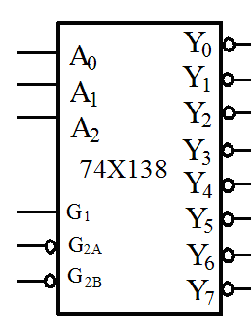 A₀ Y₀
A₁ Y₁
A₂ Y₂
Y₃
74X138
Y₄
G₁ Y₅
G₂A Y₆
G₂B Y₇